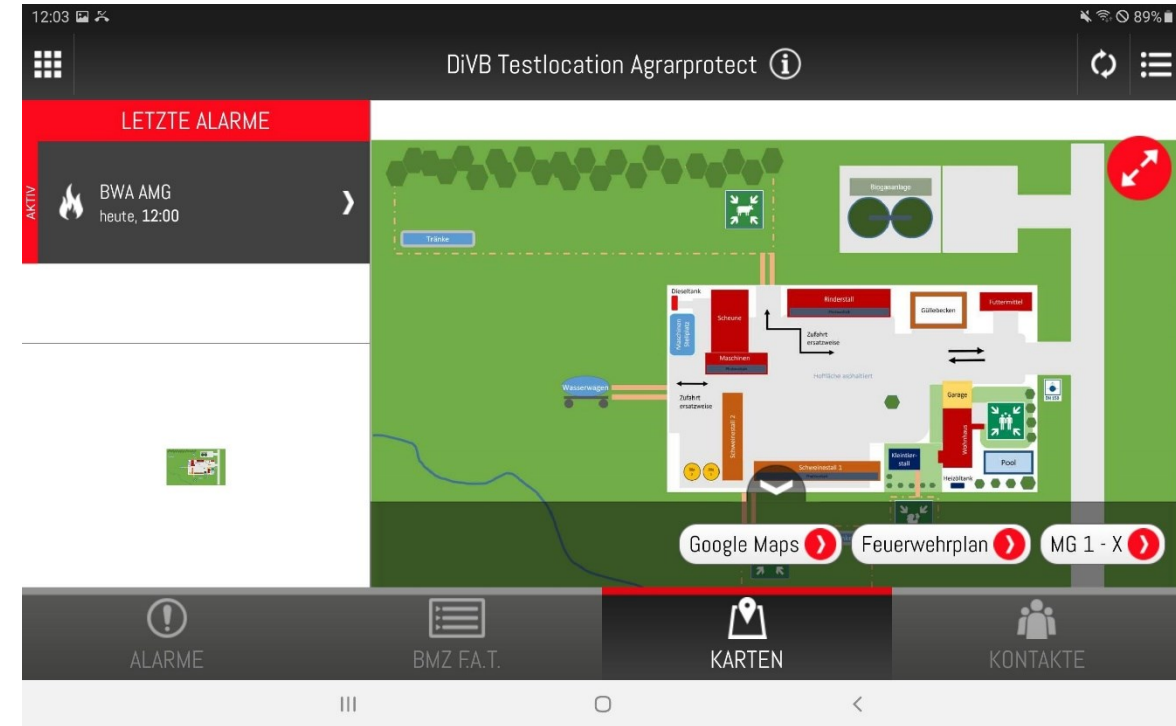 12:03
89%
DiVB Testlocation Agrarprotect
LETZTE ALARME
AKTIV
BWA AMG
heute, 12:00
Biogasanlage
Tränke
Dieseltank
Rinderstall
Güllebecken
Futtermittel
Scheune
Maschinen
Stellplatz
Zufahrt
ersatzweise
Maschinen
Hoffläche asphaltiert
Wasserwagen
Zufahrt
ersatzweise
Garage
Schweinestall 2
Wohnhaus
Kleintier-
stall
Pool
Schweinestall 1
Heizöltank
Google Maps
Feuerwehrplan
MG 1 - X
ALARME
BMZ F.A.T.
KARTEN
KONTAKTE